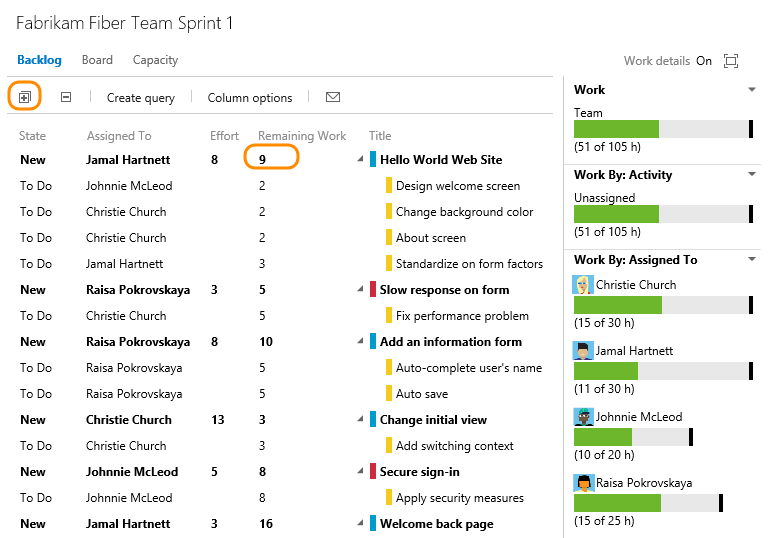 Fabrikam Fiber Team Sprint 1
Backlog Board Capacity Work details On
Create query Column options
State Assigned To Effort Remaining Work Title
New Jamal Hartnett 8 9 Hello World Web Site
To Do Johnnie McLeod 2 Design welcome screen
To Do Christie Church 2 Change background color
To Do Christie Church 2 About screen
To Do Jamal Hartnett 3 Standardize on form factors
New Raisa Pokrovskaya 3 5 Slow response on form
To Do Christie Church 5 Fix performance problem
New Raisa Pokrovskaya 8 10 Add an information form
To Do Raisa Pokrovskaya 5 Auto-complete user's name
To Do Raisa Pokrovskaya 5 Auto save
New Christie Church 13 3 Change initial view
To Do Christie Church 3 Add switching context
New Johnnie McLeod 5 8 Secure sign-in
To Do Johnnie McLeod 8 Apply security measures
New Jamal Hartnett 3 16 Welcome back page
Work
Team
(51 of 105 h)
Work By: Activity
Unassigned
(51 of 105 h)
Work By: Assigned To
Christie Church
(15 of 30 h)
Jamal Hartnett
(11 of 30 h)
Johnnie McLeod
(10 of 20 h)
Raisa Pokrovskaya
(15 of 25 h)